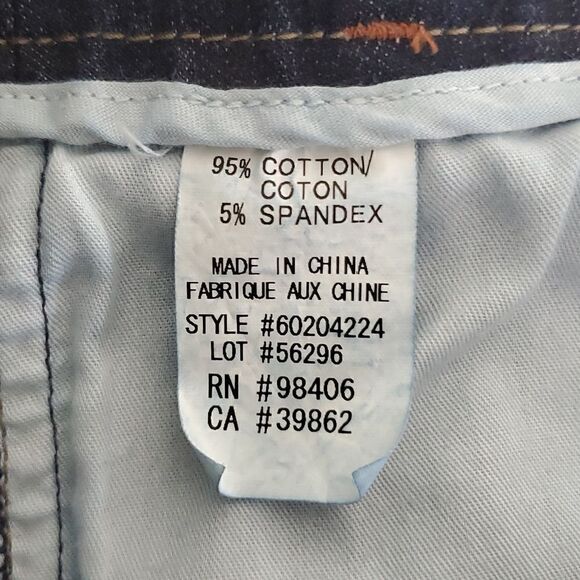 95% COTTON/
COTON
5% SPANDEX
MADE IN CHINA
FABRIQUE AUX CHINE
STYLE #60204224
LOT #56296
RN #98406
CA #39862